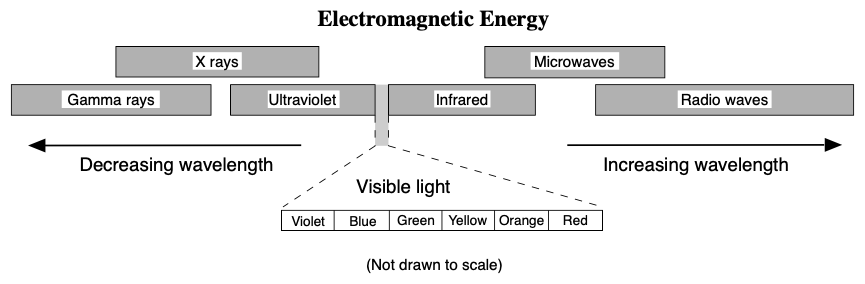 Electromagnetic Energy
X rays
Microwaves
Gamma rays
Ultraviolet
Infrared
Radio waves
Decreasing wavelength
Increasing wavelength
Visible light
Violet Blue Green Yellow Orange Red
(Not drawn to scale)